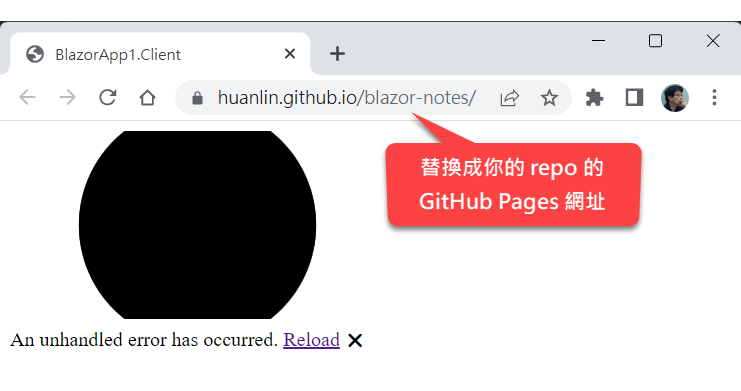 BlazorApp1.Client
huanlin.github.io/blazor-notes/
替換成你的 repo 的
GitHub Pages 網址
An unhandled error has occurred. Reload